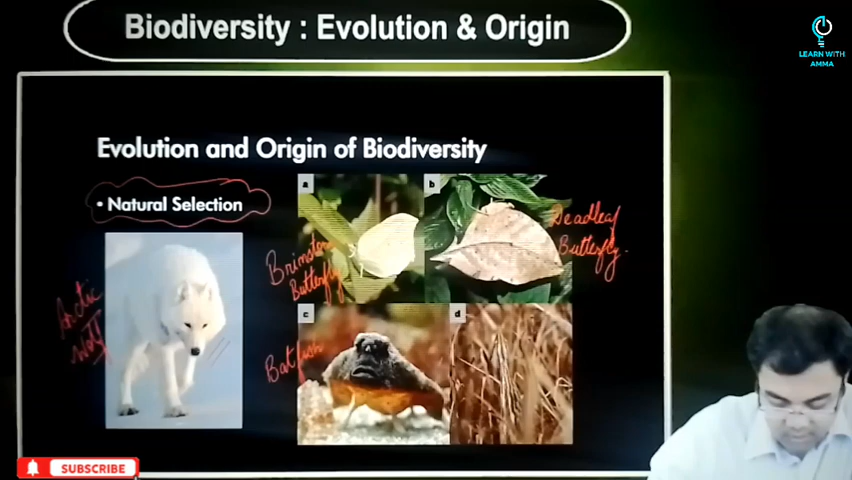 Biodiversity : Evolution & Origin
LEARN WITH
AMMA
Evolution and Origin of Biodiversity
• Natural Selection
a
b
Deadleaf
Butterfly.
Brimstone
Butterfly
Arctic
Wolf
c
d
Batfish
SUBSCRIBE